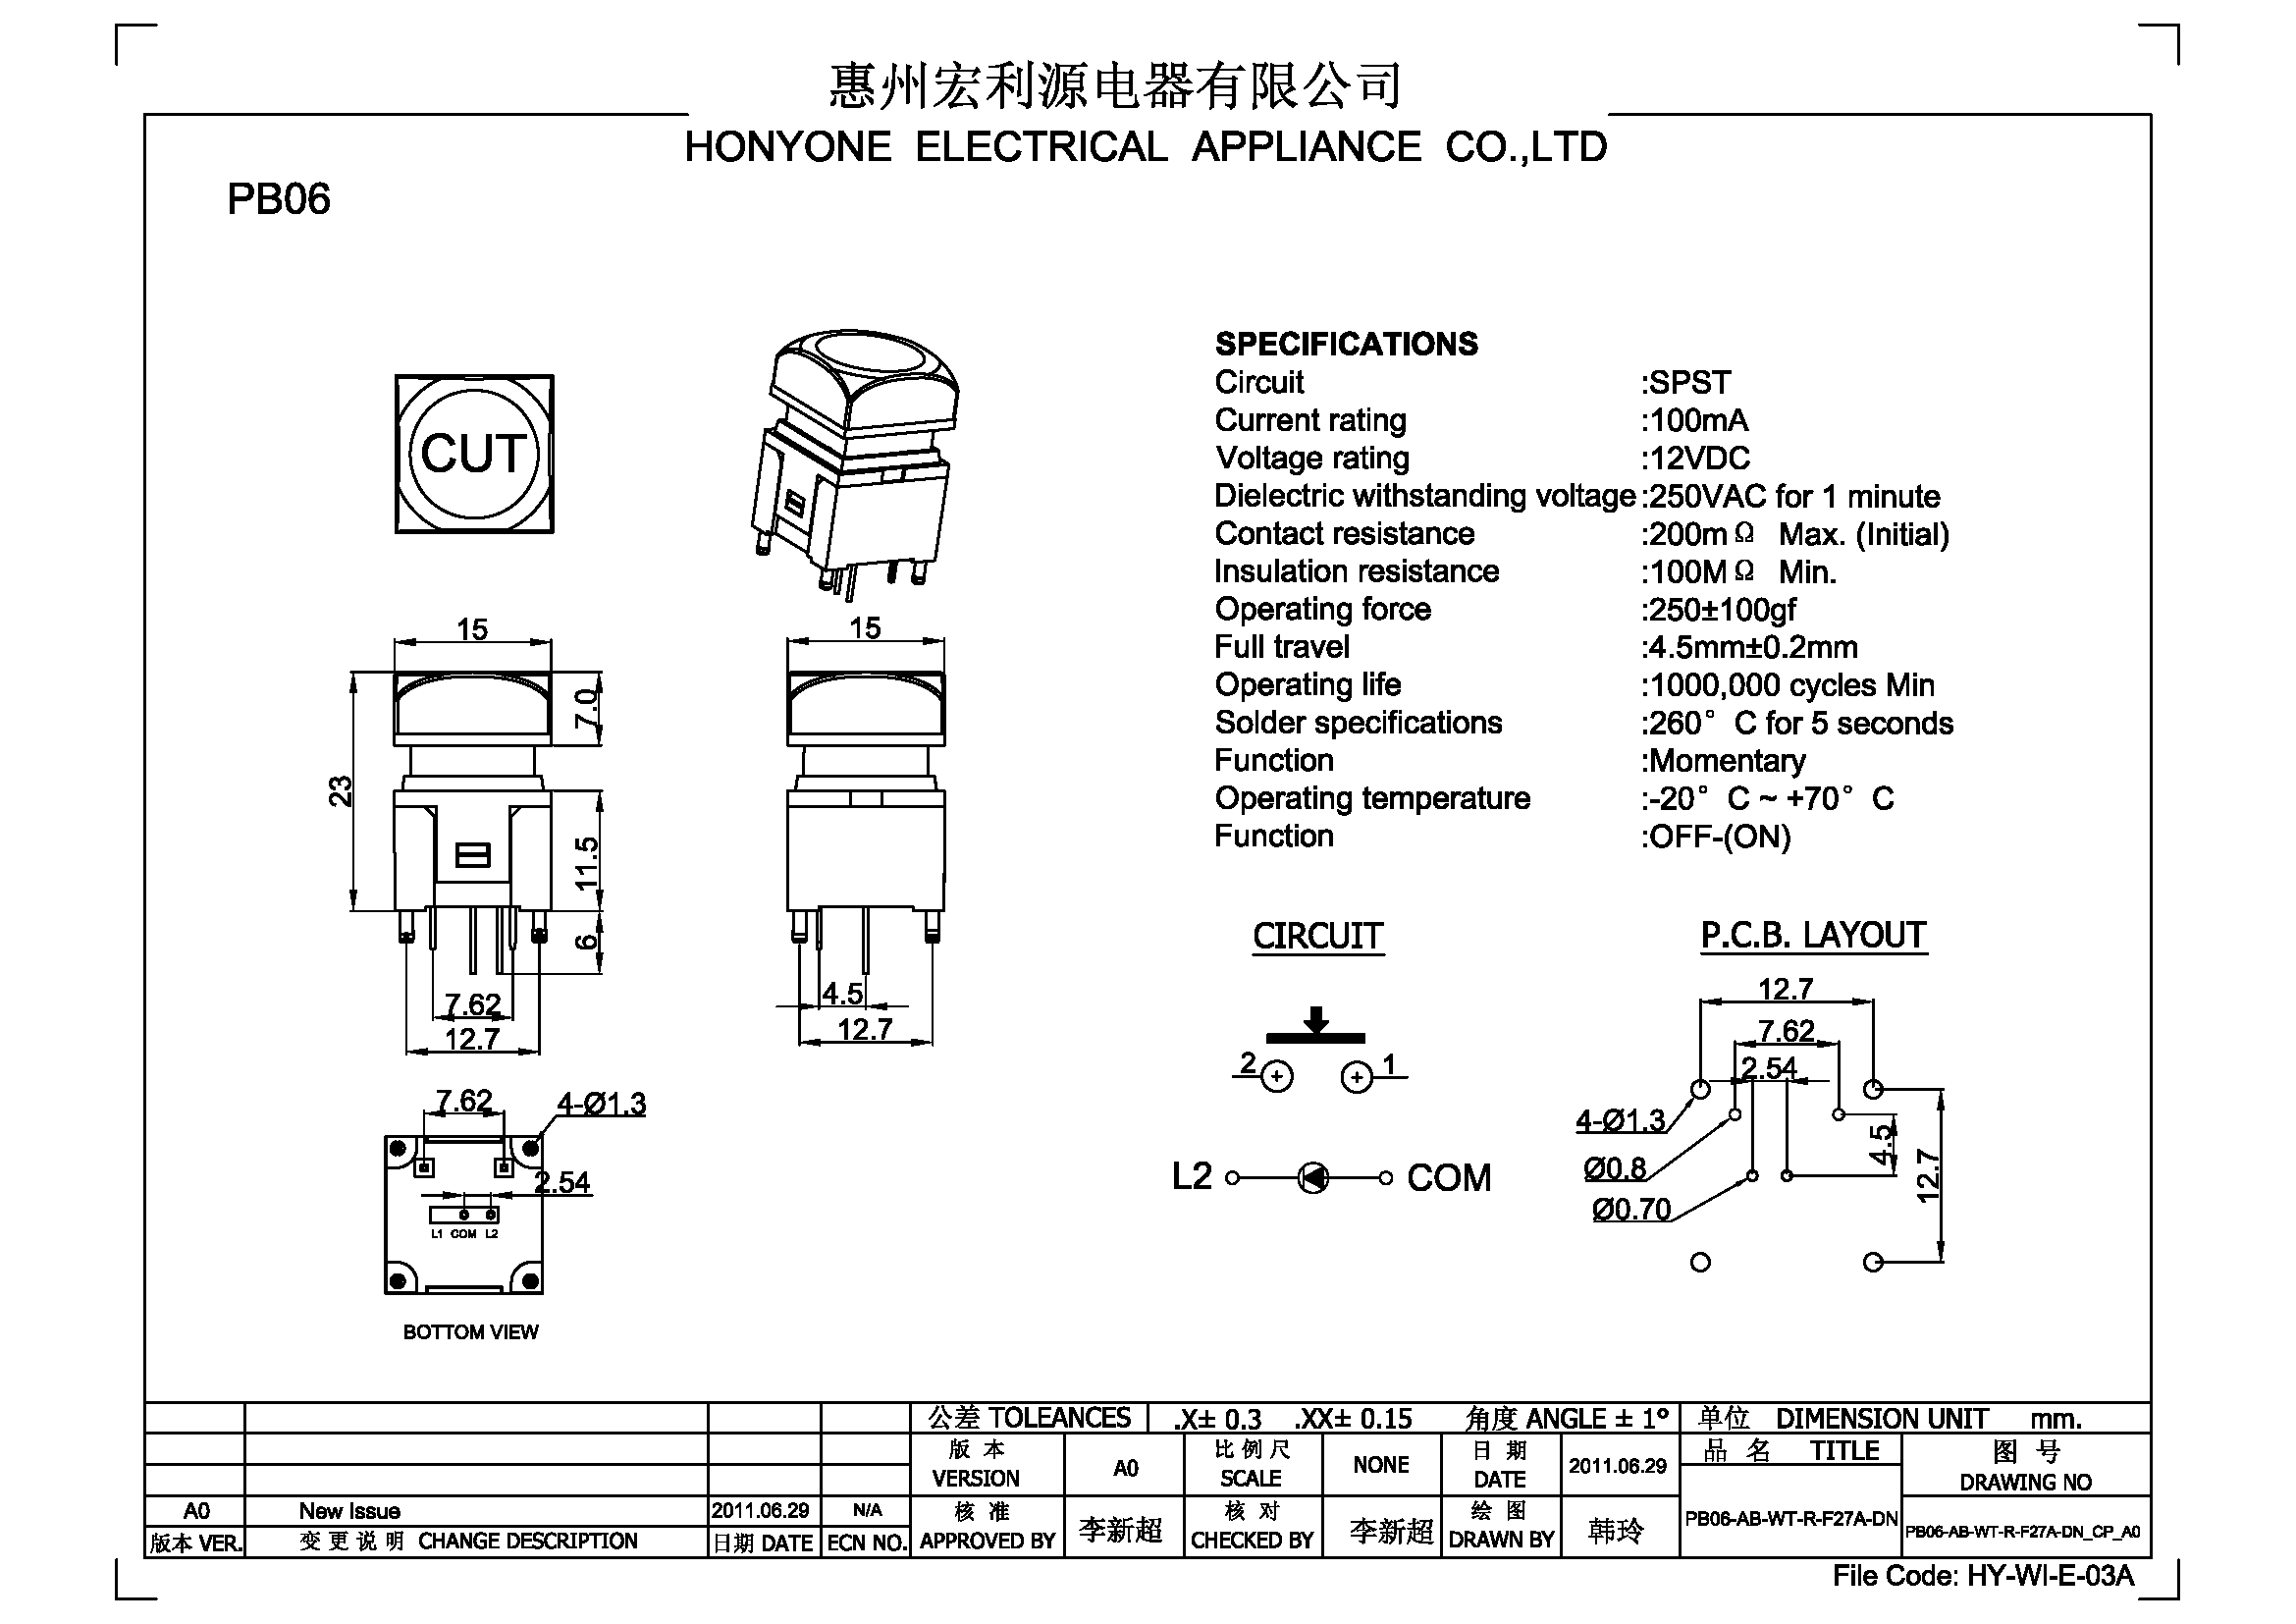 惠州宏利源电器有限公司
HONYONE ELECTRICAL APPLIANCE CO.,LTD
PB06
CUT
SPECIFICATIONS
Circuit :SPST
Current rating :100mA
Voltage rating :12VDC
Dielectric withstanding voltage :250VAC for 1 minute
Contact resistance :200mΩ Max. (Initial)
Insulation resistance :100MΩ Min.
Operating force :250±100gf
Full travel :4.5mm±0.2mm
Operating life :1000,000 cycles Min
Solder specifications :260°C for 5 seconds
Function :Momentary
Operating temperature :-20°C ~ +70°C
Function :OFF-(ON)
15
7.0
23
11.5
6
7.62
12.7
15
4.5
12.7
7.62
4-Ø1.3
2.54
L1 COM L2
BOTTOM VIEW
CIRCUIT
2 1
L2 COM
P.C.B. LAYOUT
12.7
7.62
2.54
4-Ø1.3
4.5
12.7
Ø0.8
Ø0.70
公差 TOLEANCES .X± 0.3 .XX± 0.15 角度 ANGLE ± 1° 单位 DIMENSION UNIT mm.
版本 VERSION A0 比例尺 SCALE NONE 日期 DATE 2011.06.29 品名 TITLE 图号 DRAWING NO
A0 New Issue 2011.06.29 N/A 核准 APPROVED BY 李新超 核对 CHECKED BY 李新超 绘图 DRAWN BY 韩玲 PB06-AB-WT-R-F27A-DN PB06-AB-WT-R-F27A-DN_CP_A0
版本 VER. 变更说明 CHANGE DESCRIPTION 日期 DATE ECN NO.
File Code: HY-WI-E-03A